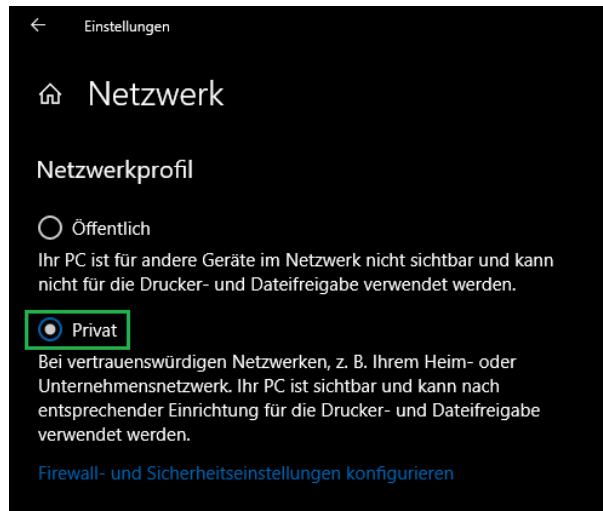 Einstellungen
Netzwerk
Netzwerkprofil
Öffentlich
Ihr PC ist für andere Geräte im Netzwerk nicht sichtbar und kann
nicht für die Drucker- und Dateifreigabe verwendet werden.
Privat
Bei vertrauenswürdigen Netzwerken, z. B. Ihrem Heim- oder
Unternehmensnetzwerk. Ihr PC ist sichtbar und kann nach
entsprechender Einrichtung für die Drucker- und Dateifreigabe
verwendet werden.
Firewall- und Sicherheitseinstellungen konfigurieren